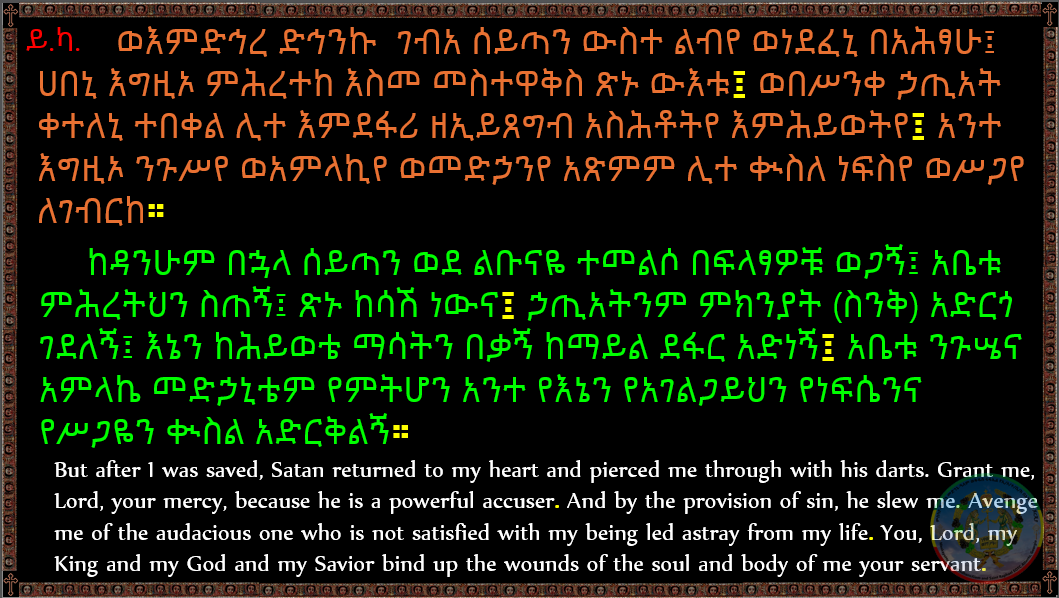 ይ.ካ. ወእምድኅረ ድኅንኩ ገብአ ሰይጣን ውስተ ልብየ ወነደፈኒ በአሕፃሁ፤
ሀበኒ እግዚኦ ምሕረተከ እስመ መስተዋቅስ ጽኑ ውእቱ፤ ወበሥንቀ ኃጢአት
ቀተለኒ ተበቀል ሊተ እምደፋሪ ዘኢይጸግብ አስሕቶትየ እምሕይወትየ፤ አንተ
እግዚኦ ንጉሥየ ወአምላኪየ ወመድኃንየ አጽምም ሊተ ቍስለ ነፍስየ ወሥጋየ
ለገብርከ።
ከዳንሁም በኋላ ሰይጣን ወደ ልቡናዬ ተመልሶ በፍላፃዎቹ ወጋኝ፤ አቤቱ
ምሕረትህን ስጠኝ፤ ጽኑ ከሳሽ ነውና፤ ኃጢአትንም ምክንያት (ስንቅ) አድርጎ
ገደለኝ፤ እኔን ከሕይወቴ ማሳትን በቃኝ ከማይል ደፋር አድነኝ፤ አቤቱ ንጉሤና
አምላኬ መድኃኒቴም የምትሆን አንተ የእኔን የአገልጋይህን የነፍሴንና
የሥጋዬን ቍስል አድርቅልኝ።
But after I was saved, Satan returned to my heart and pierced me through with his darts. Grant me,
Lord, your mercy, because he is a powerful accuser. And by the provision of sin, he slew me. Avenge
me of the audacious one who is not satisfied with my being led astray from my life. You, Lord, my
King and my God and my Savior bind up the wounds of the soul and body of me your servant.